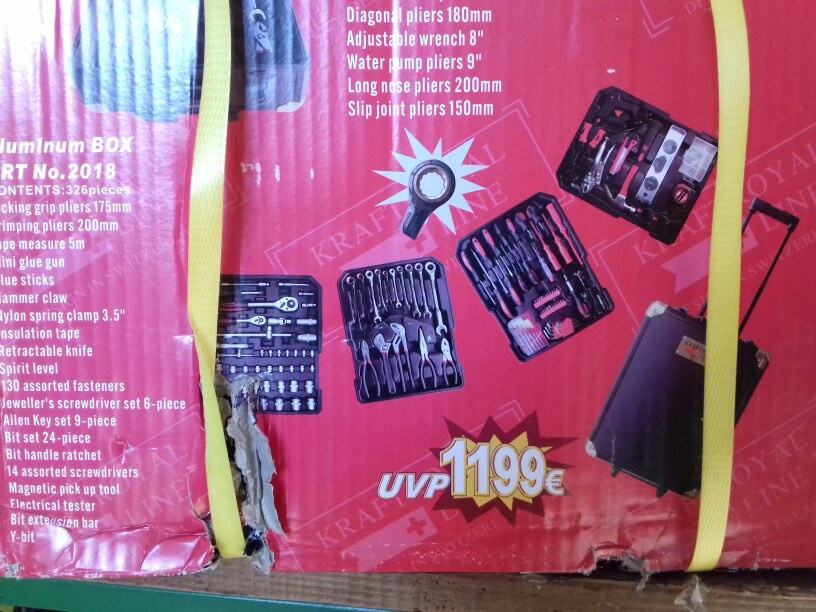 Diagonal pliers 180mm
Adjustable wrench 8"
Water pump pliers 9"
Long nose pliers 200mm
Slip joint pliers 150mm
luminum BOX
RT No.2018
ONTENTS:326pieces
cking grip pliers 175mm
rimping pliers 200mm
ape measure 5m
ini glue gun
lue sticks
ammer claw
ylon spring clamp 3.5"
nsulation tape
Retractable knife
Spirit level
130 assorted fasteners
Jeweller's screwdriver set 6-piece
Allen Key set 9-piece
Bit set 24-piece
Bit handle ratchet
14 assorted screwdrivers
Magnetic pick up tool
Electrical tester
Bit extension bar
Y-bit
KRAFT ROYAL
LINE
UVP 1199€